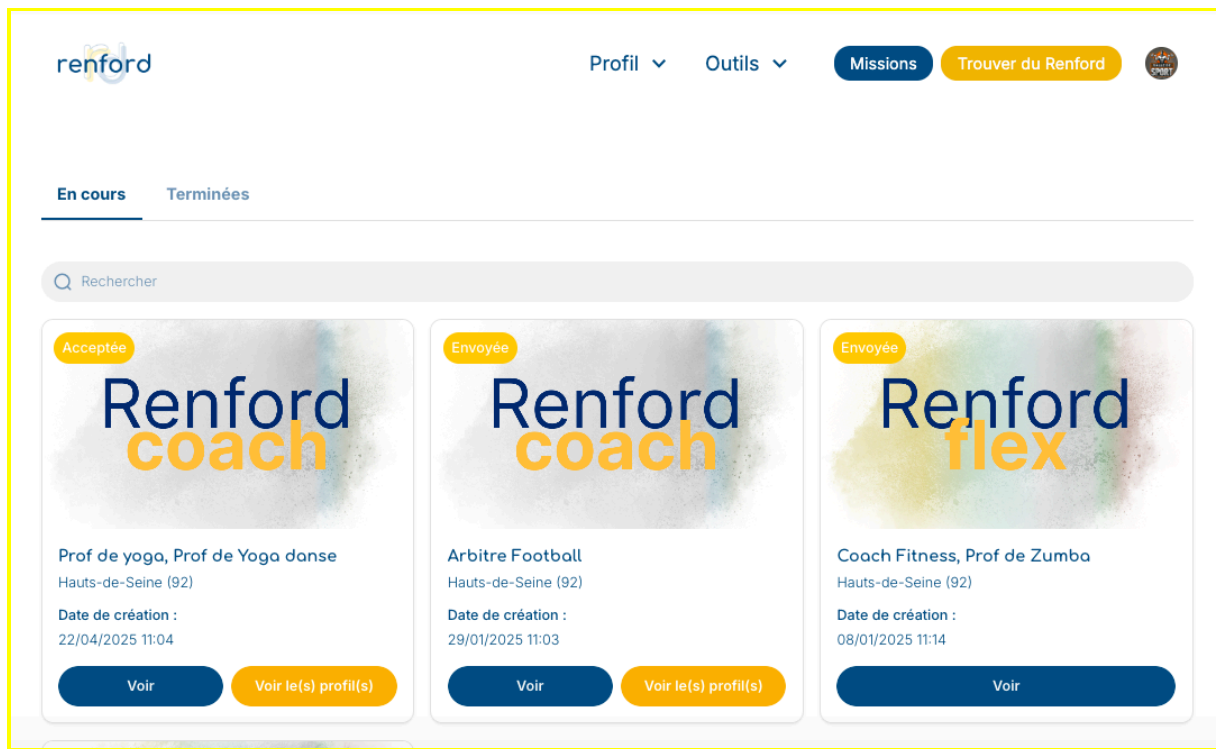 renford
Profil
Outils
Missions
Trouver du Renford
SPORT
En cours
Terminées
Rechercher
Acceptée
Renford
coach
Prof de yoga, Prof de Yoga danse
Hauts-de-Seine (92)
Date de création :
22/04/2025 11:04
Voir
Voir le(s) profil(s)
Envoyée
Renford
coach
Arbitre Football
Hauts-de-Seine (92)
Date de création :
29/01/2025 11:03
Voir
Voir le(s) profil(s)
Envoyée
Renford
flex
Coach Fitness, Prof de Zumba
Hauts-de-Seine (92)
Date de création :
08/01/2025 11:14
Voir